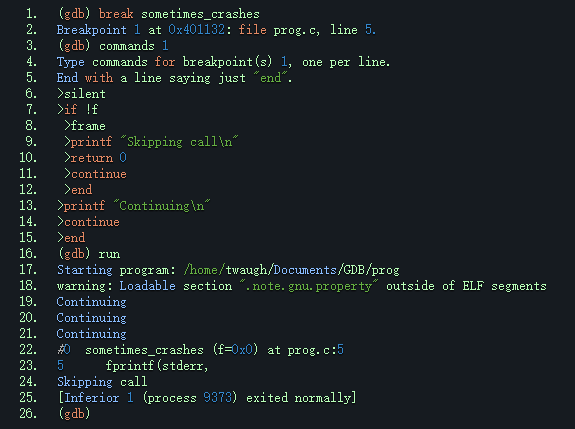 1. (gdb) break sometimes_crashes
2. Breakpoint 1 at 0x401132: file prog.c, line 5.
3. (gdb) commands 1
4. Type commands for breakpoint(s) 1, one per line.
5. End with a line saying just "end".
6. >silent
7. >if !f
8.  >frame
9.  >printf "Skipping call\n"
10.  >return 0
11.  >continue
12.  >end
13. >printf "Continuing\n"
14. >continue
15. >end
16. (gdb) run
17. Starting program: /home/twaugh/Documents/GDB/prog
18. warning: Loadable section ".note.gnu.property" outside of ELF segments
19. Continuing
20. Continuing
21. Continuing
22. #0  sometimes_crashes (f=0x0) at prog.c:5
23. 5      fprintf(stderr,
24. Skipping call
25. [Inferior 1 (process 9373) exited normally]
26. (gdb)